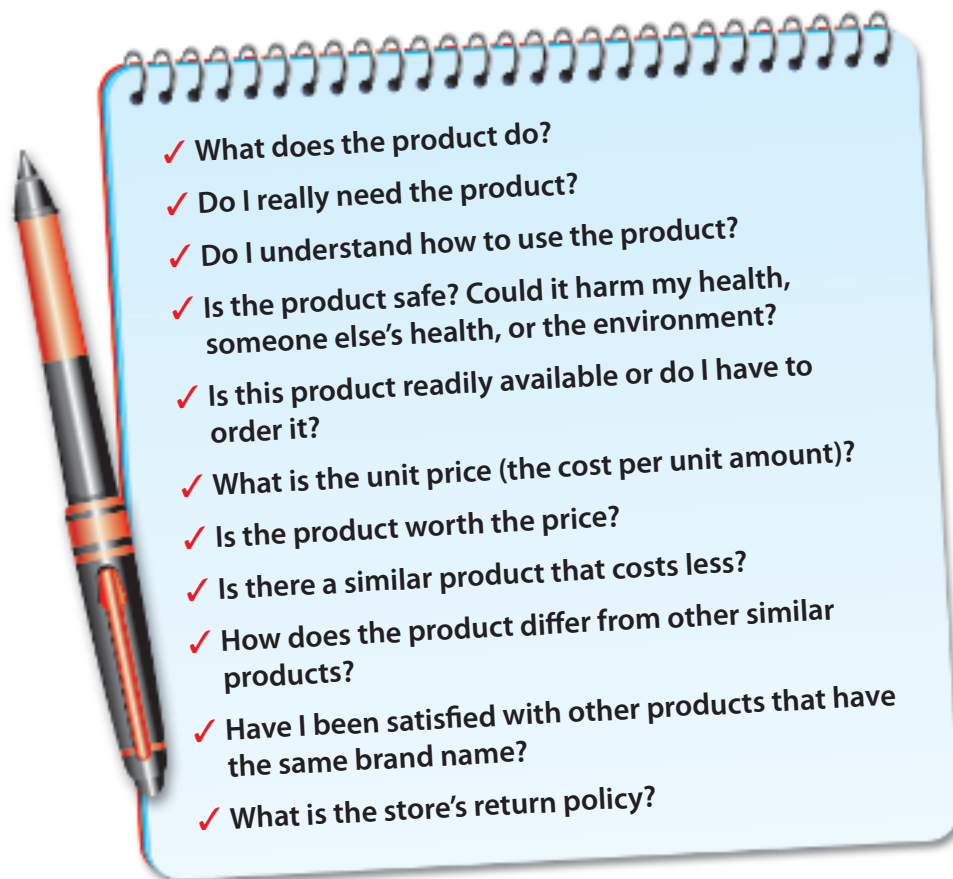 ✓ What does the product do?
✓ Do I really need the product?
✓ Do I understand how to use the product?
✓ Is the product safe? Could it harm my health,
someone else’s health, or the environment?
✓ Is this product readily available or do I have to
order it?
✓ What is the unit price (the cost per unit amount)?
✓ Is the product worth the price?
✓ Is there a similar product that costs less?
✓ How does the product differ from other similar
products?
✓ Have I been satisfied with other products that have
the same brand name?
✓ What is the store’s return policy?